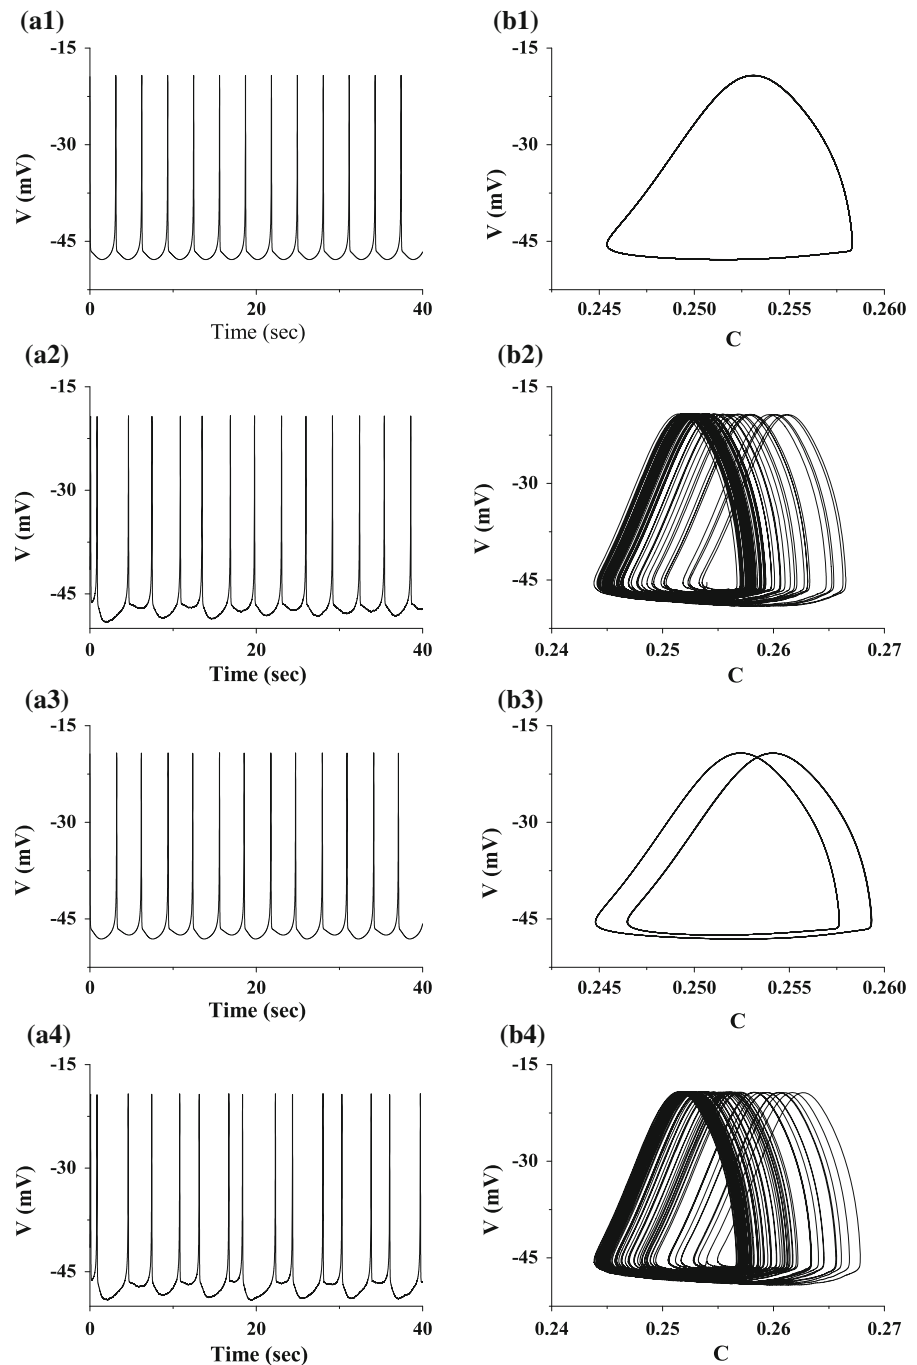 (a1)
V (mV)
-15
-30
-45
0 20 40
Time (sec)
(b1)
V (mV)
-15
-30
-45
0.245 0.250 0.255 0.260
C
(a2)
V (mV)
-15
-30
-45
0 20 40
Time (sec)
(b2)
V (mV)
-15
-30
-45
0.24 0.25 0.26 0.27
C
(a3)
V (mV)
-15
-30
-45
0 20 40
Time (sec)
(b3)
V (mV)
-15
-30
-45
0.245 0.250 0.255 0.260
C
(a4)
V (mV)
-15
-30
-45
0 20 40
Time (sec)
(b4)
V (mV)
-15
-30
-45
0.24 0.25 0.26 0.27
C